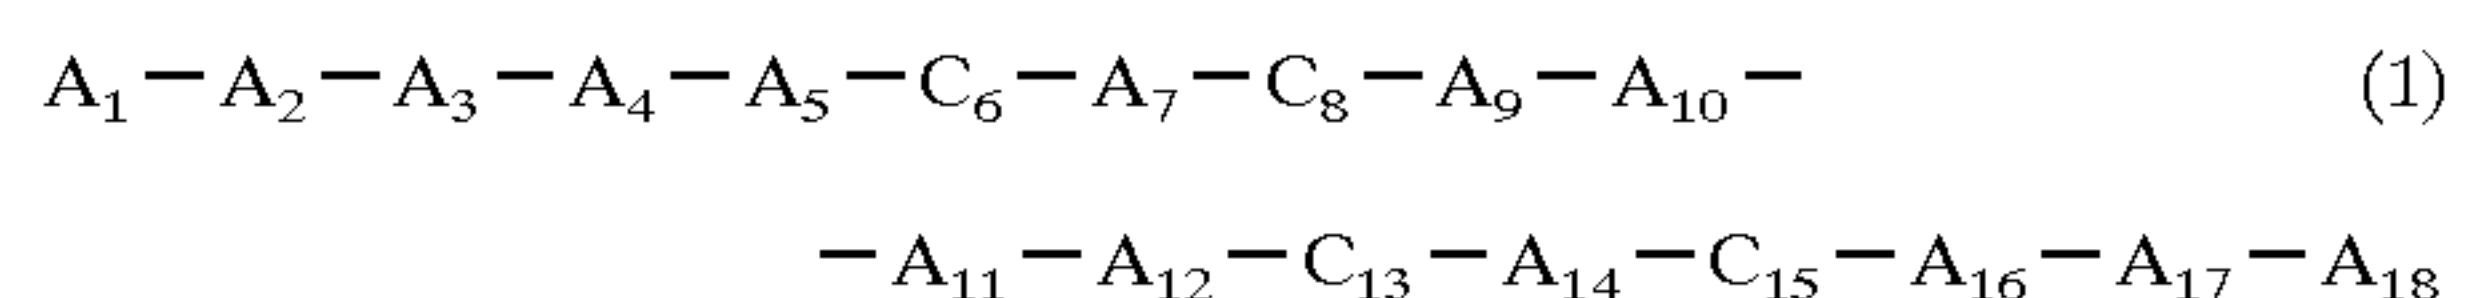 A₁—A₂—A₃—A₄—A₅—C₆—A₇—C₈—A₉—A₁₀— (1)
—A₁₁—A₁₂—C₁₃—A₁₄—C₁₅—A₁₆—A₁₇—A₁₈